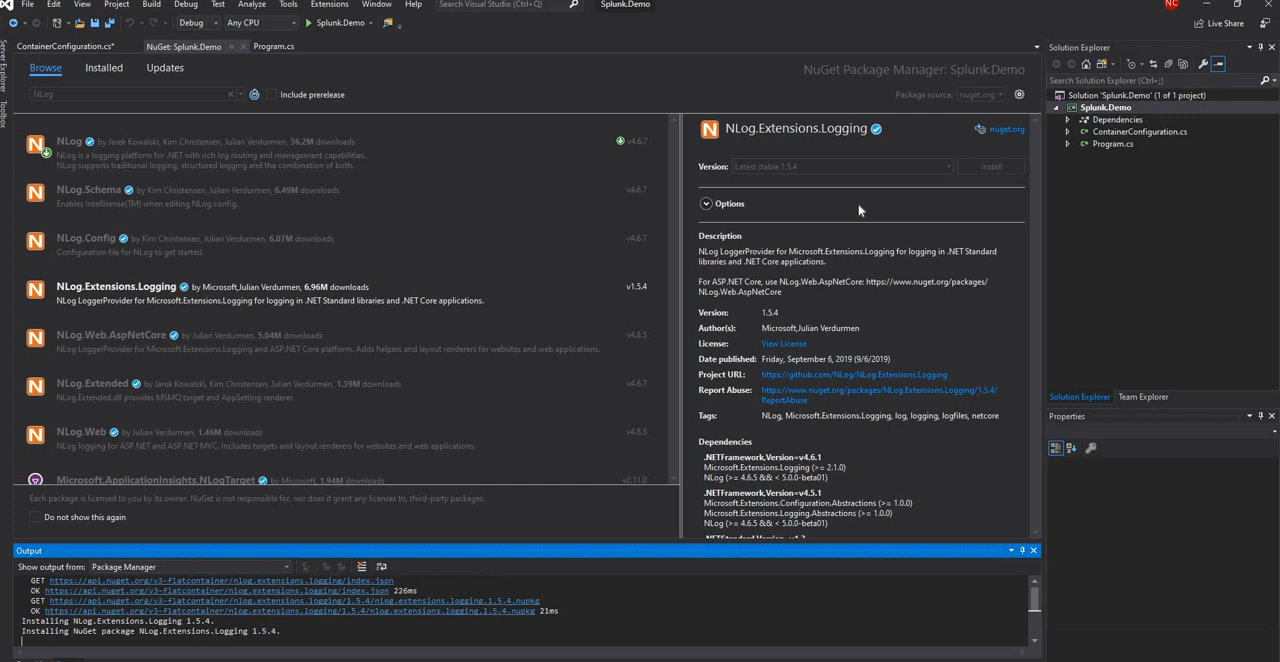 File Edit View Project Build Debug Test Analyze Tools Extensions Window Help Search Visual Studio (Ctrl+Q) Splunk.Demo NC
Debug Any CPU Splunk.Demo Live Share
Server Explorer
Toolbox
ContainerConfiguration.cs* NuGet: Splunk.Demo Program.cs
Browse Installed Updates
NuGet Package Manager: Splunk.Demo
NLog Include prerelease
Package source: nuget.org
NLog by Jarek Kowalski, Kim Christensen, Julian Verdurmen, 36.2M downloads v4.6.7
NLog is a logging platform for .NET with rich log routing and management capabilities.
NLog supports traditional logging, structured logging and the combination of both.
NLog.Schema by Kim Christensen, Julian Verdurmen, 6.49M downloads v4.6.7
Enables Intellisense(TM) when editing NLog.config.
NLog.Config by Kim Christensen, Julian Verdurmen, 6.07M downloads v4.6.7
Configuration file for NLog to get started.
NLog.Extensions.Logging by Microsoft,Julian Verdurmen, 6.96M downloads v1.5.4
NLog LoggerProvider for Microsoft.Extensions.Logging for logging in .NET Standard libraries and .NET Core applications.
NLog.Web.AspNetCore by Julian Verdurmen, 5.04M downloads v4.8.5
NLog LoggerProvider for Microsoft.Extensions.Logging and ASP.NET Core platform. Adds helpers and layout renderers for websites and web applications.
NLog.Extended by Jarek Kowalski, Kim Christensen, Julian Verdurmen, 1.39M downloads v4.6.7
NLog.Extended.dll provides MSMQ target and AppSetting renderer
NLog.Web by Julian Verdurmen, 1.46M downloads v4.8.5
NLog logging for ASP.NET and ASP.NET MVC. Includes targets and layout renderers for websites and web applications.
Microsoft.ApplicationInsights.NLogTarget by Microsoft, 1.94M downloads v2.11.0
Each package is licensed to you by its owner. NuGet is not responsible for, nor does it grant any licenses to, third-party packages.
Do not show this again
NLog.Extensions.Logging nuget.org
Version: Latest stable 1.5.4 Install
Options
Description
NLog LoggerProvider for Microsoft.Extensions.Logging for logging in .NET Standard
libraries and .NET Core applications.
For ASP.NET Core, use NLog.Web.AspNetCore: https://www.nuget.org/packages/
NLog.Web.AspNetCore
Version: 1.5.4
Author(s): Microsoft,Julian Verdurmen
License: View License
Date published: Friday, September 6, 2019 (9/6/2019)
Project URL: https://github.com/NLog/NLog.Extensions.Logging
Report Abuse: https://www.nuget.org/packages/NLog.Extensions.Logging/1.5.4/
ReportAbuse
Tags: NLog, Microsoft.Extensions.Logging, log, logging, logfiles, netcore
Dependencies
.NETFramework,Version=v4.6.1
Microsoft.Extensions.Logging (>= 2.1.0)
NLog (>= 4.6.5 && < 5.0.0-beta01)
.NETFramework,Version=v4.5.1
Microsoft.Extensions.Configuration.Abstractions (>= 1.0.0)
Microsoft.Extensions.Logging.Abstractions (>= 1.0.0)
NLog (>= 4.6.5 && < 5.0.0-beta01)
.NETStandard,Version=v1.3
Solution Explorer
Search Solution Explorer (Ctrl+;)
Solution 'Splunk.Demo' (1 of 1 project)
Splunk.Demo
Dependencies
ContainerConfiguration.cs
Program.cs
Solution Explorer Team Explorer
Properties
Output
Show output from: Package Manager
GET https://api.nuget.org/v3-flatcontainer/nlog.extensions.logging/index.json
OK https://api.nuget.org/v3-flatcontainer/nlog.extensions.logging/index.json 226ms
GET https://api.nuget.org/v3-flatcontainer/nlog.extensions.logging/1.5.4/nlog.extensions.logging.1.5.4.nupkg
OK https://api.nuget.org/v3-flatcontainer/nlog.extensions.logging/1.5.4/nlog.extensions.logging.1.5.4.nupkg 21ms
Installing NLog.Extensions.Logging 1.5.4.
Installing NuGet package NLog.Extensions.Logging 1.5.4.